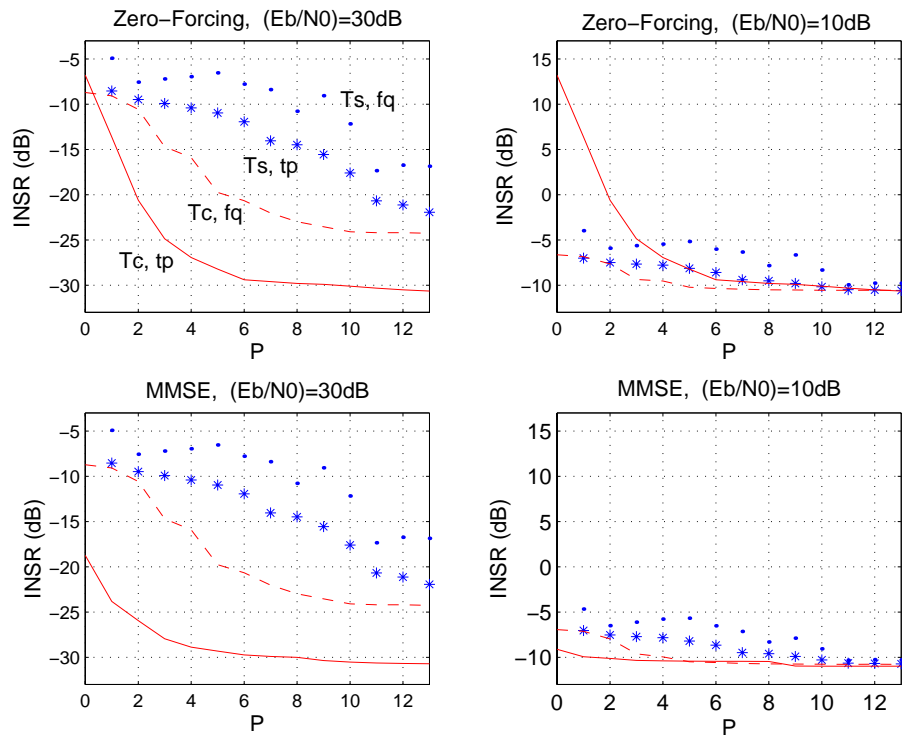 Zero-Forcing, (Eb/N0)=30dB
−5
−10
−15
−20
−25
−30
INSR (dB)
Ts, fq
Ts, tp
Tc, fq
Tc, tp
0 2 4 6 8 10 12
P
Zero-Forcing, (Eb/N0)=10dB
15
10
5
0
−5
−10
INSR (dB)
0 2 4 6 8 10 12
P
MMSE, (Eb/N0)=30dB
−5
−10
−15
−20
−25
−30
INSR (dB)
0 2 4 6 8 10 12
P
MMSE, (Eb/N0)=10dB
15
10
5
0
−5
−10
INSR (dB)
0 2 4 6 8 10 12
P